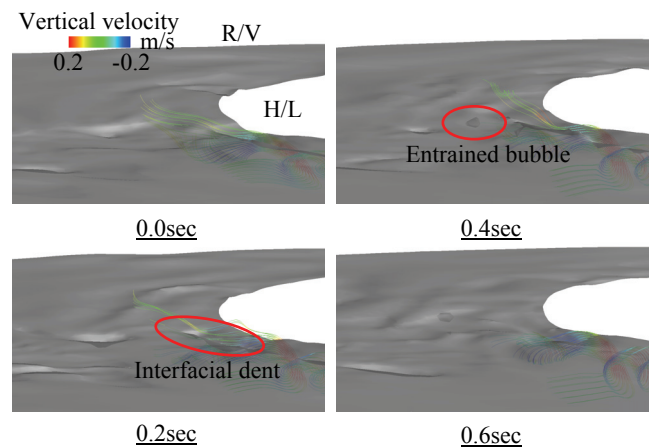 Vertical velocity
m/s
0.2 -0.2
R/V
H/L
0.0sec
Entrained bubble
0.4sec
Interfacial dent
0.2sec
0.6sec